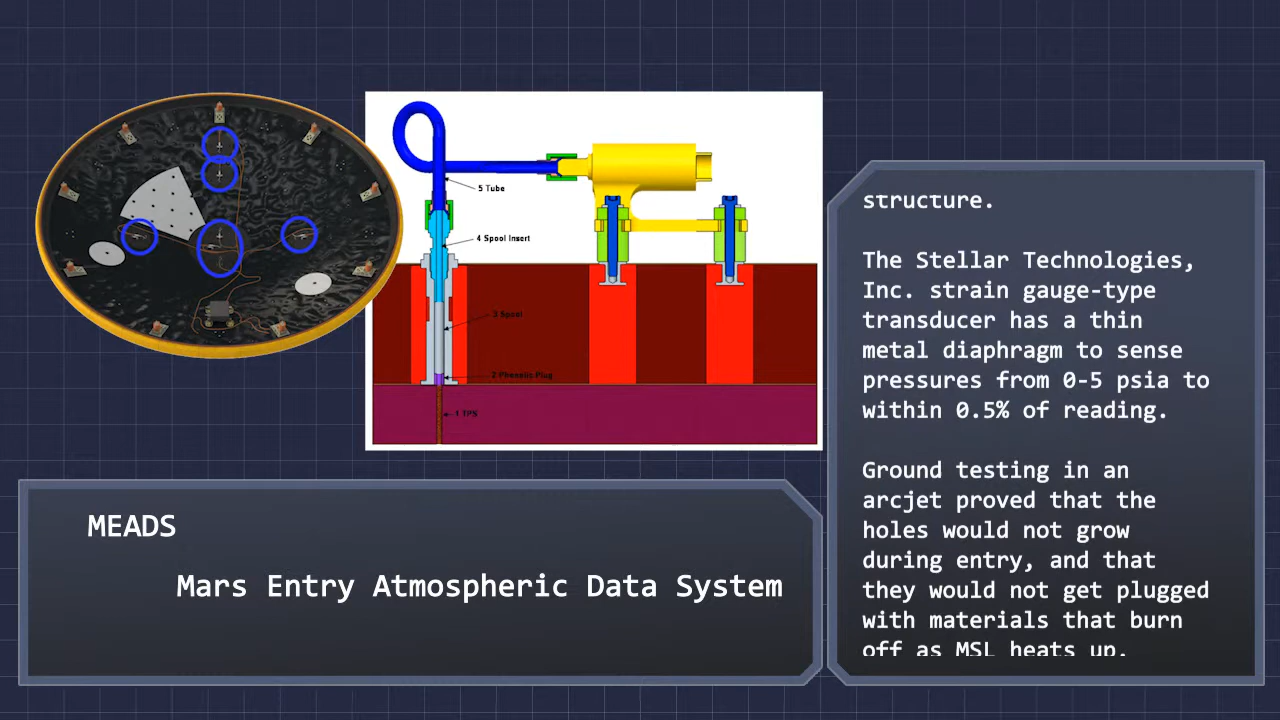 5 Tube
4 Spool Insert
3 Spool
2 Phenolic Plug
1 TPS
MEADS
Mars Entry Atmospheric Data System
structure.
The Stellar Technologies,
Inc. strain gauge-type
transducer has a thin
metal diaphragm to sense
pressures from 0-5 psia to
within 0.5% of reading.
Ground testing in an
arcjet proved that the
holes would not grow
during entry, and that
they would not get plugged
with materials that burn
off as MSL heats up.